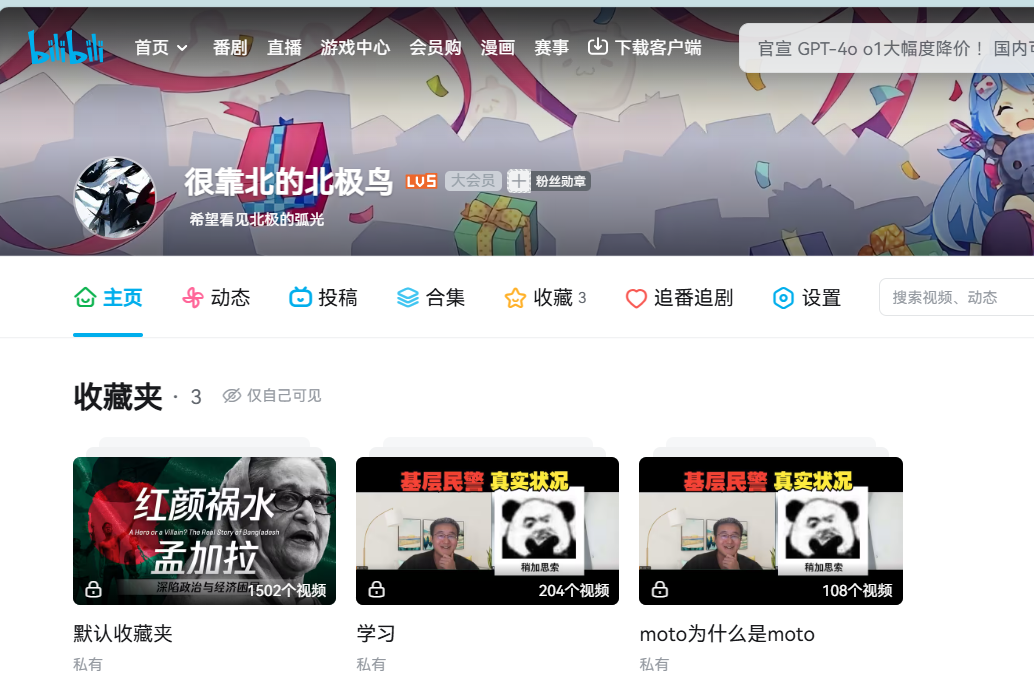 bilibili
首页 番剧 直播 游戏中心 会员购 漫画 赛事 下载客户端
官宣 GPT-4o o1大幅度降价！ 国内
很靠北的北极鸟 LV5 大会员 粉丝勋章
希望看见北极的弧光
主页 动态 投稿 合集 收藏 3 追番追剧 设置
搜索视频、动态
收藏夹 · 3 仅自己可见
红颜祸水
A Hero or a Villain? The Real Story of Bangladesh
孟加拉
深陷政治与经济困
1502个视频
默认收藏夹
私有
基层民警 真实状况
稍加思索
204个视频
学习
私有
基层民警 真实状况
稍加思索
108个视频
moto为什么是moto
私有